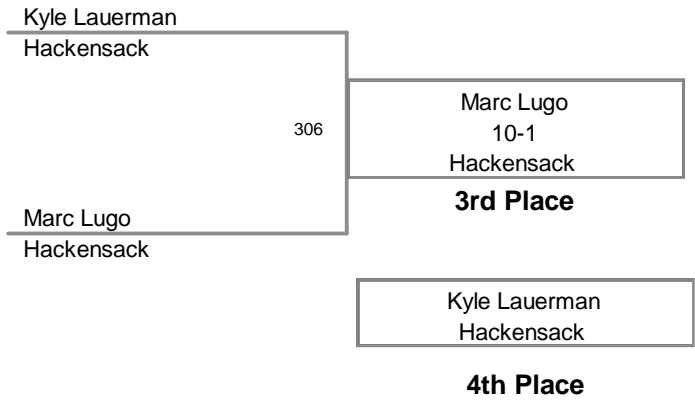 Kyle Lauerman
Hackensack
306
Marc Lugo
10-1
Hackensack
3rd Place
Marc Lugo
Hackensack
Kyle Lauerman
Hackensack
4th Place